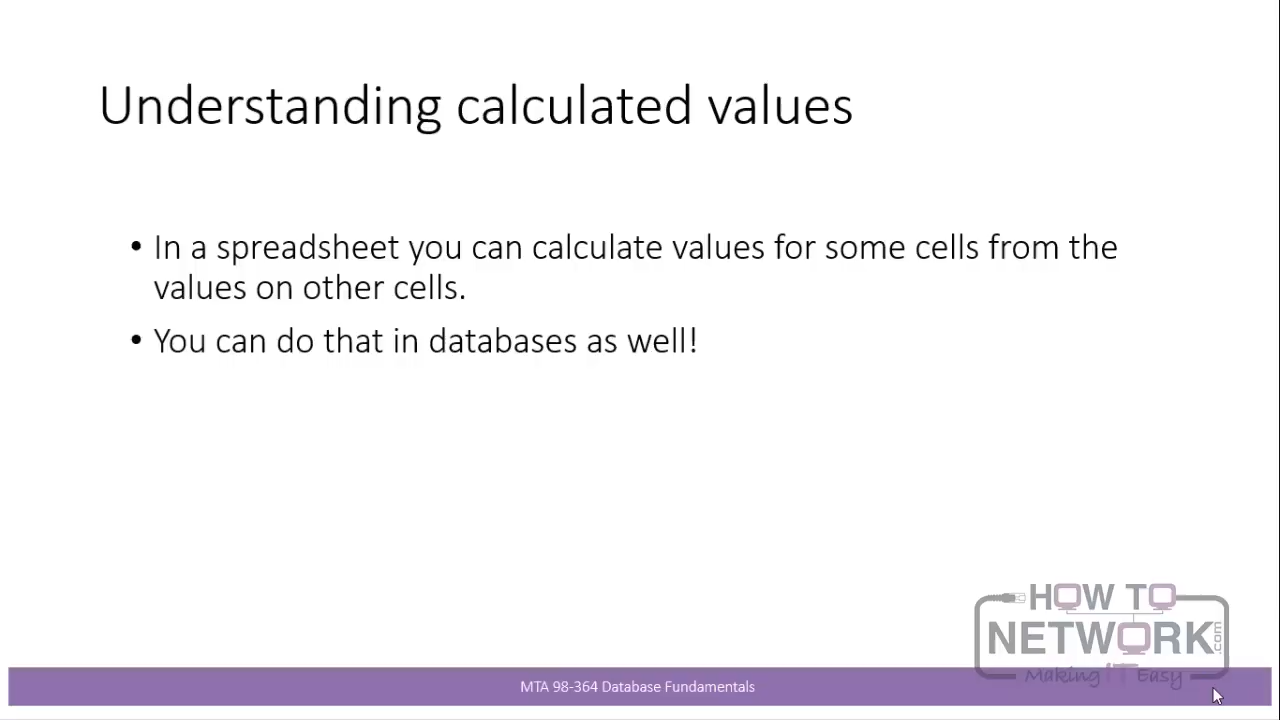 Understanding calculated values
• In a spreadsheet you can calculate values for some cells from the
values on other cells.
• You can do that in databases as well!
HOW TO
NETWORK.com
Making IT Easy
MTA 98-364 Database Fundamentals